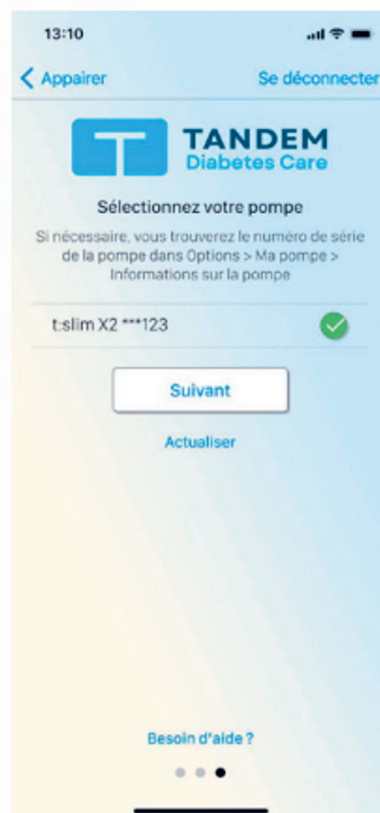 13:10
Appairer
Se déconnecter
T TANDEM
Diabetes Care
Sélectionnez votre pompe
Si nécessaire, vous trouverez le numéro de série
de la pompe dans Options > Ma pompe >
Informations sur la pompe
t:slim X2 ***123
Suivant
Actualiser
Besoin d'aide ?